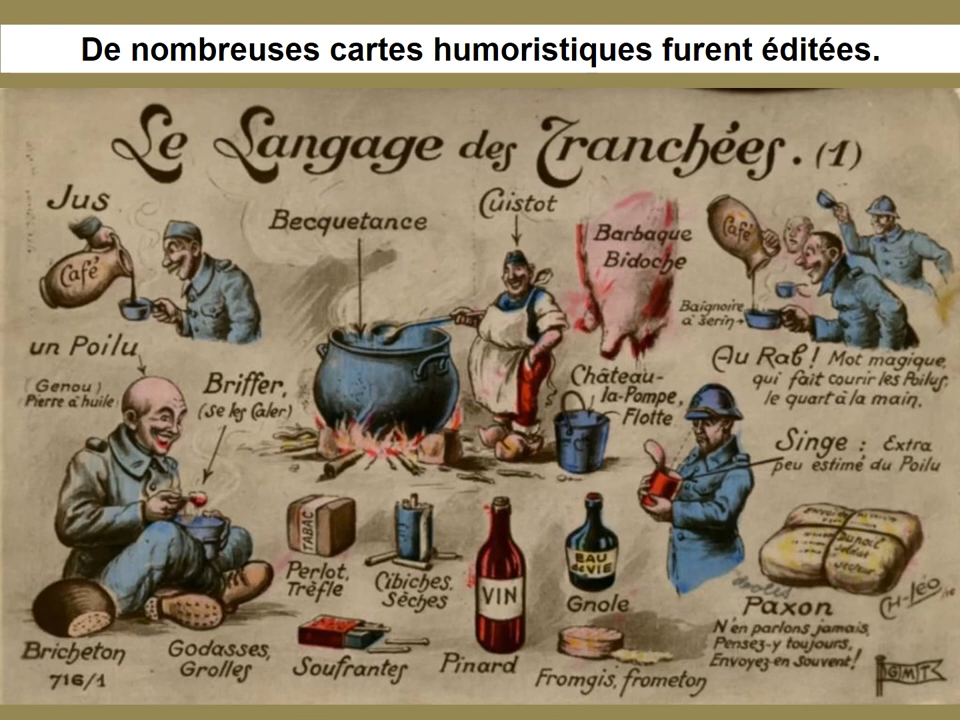 De nombreuses cartes humoristiques furent éditées.
Le Langage des Tranchées. (1)
Jus
Café
Becquetance
Cuistot
Barbaque
Bidoche
Café
Baignoire
à serin
Au Rab! Mot magique,
qui fait courir les Poilus,
le quart à la main.
un Poilu
Genou)
Pierre à huile)
Briffer,
(se les Caler)
Château-
la-Pompe,
Flotte
Singe : Extra
peu estimé du Poilu
TABAC
Perlot,
Trèfle
Cibiches,
Sèches
VIN
EAU
de VIE
Gnole
Paxon
N'en parlons jamais,
Pensez-y toujours,
Envoyez-en Souvent!
CH-Léo
Bricheton
716/1
Godasses,
Grolles
Soufrantes
Pinard
Fromgis, frometon
GMT